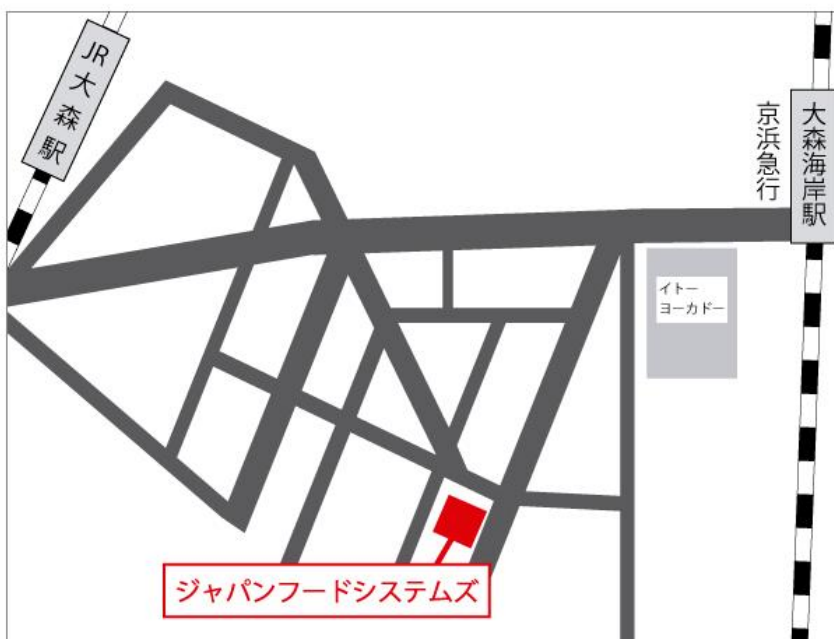 JR大森駅
京浜急行
大森海岸駅
イトー
ヨーカドー
ジャパンフードシステムズ